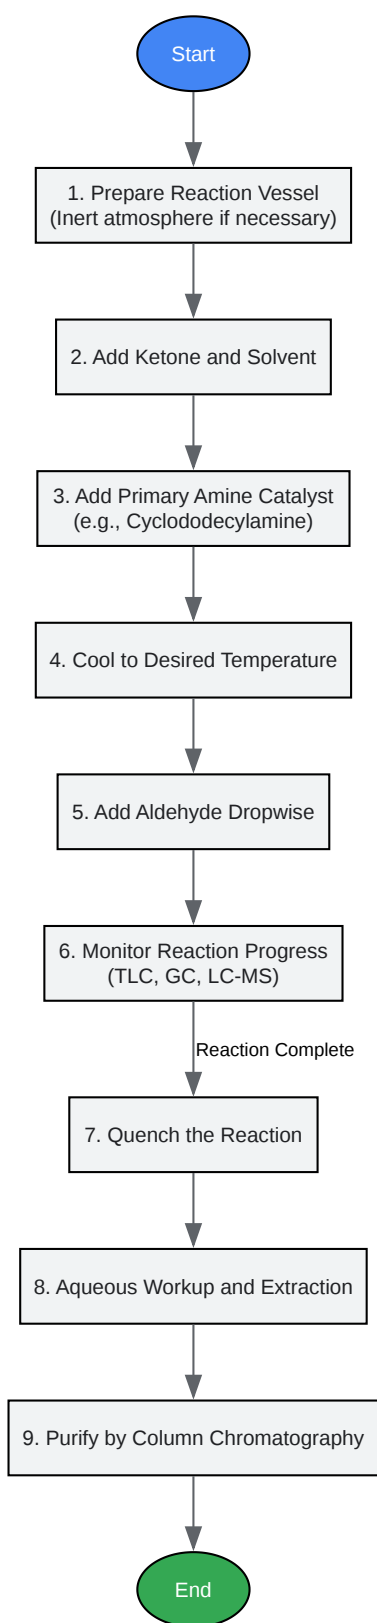 Start
1. Prepare Reaction Vessel
(Inert atmosphere if necessary)
2. Add Ketone and Solvent
3. Add Primary Amine Catalyst
(e.g., Cyclododecylamine)
4. Cool to Desired Temperature
5. Add Aldehyde Dropwise
6. Monitor Reaction Progress
(TLC, GC, LC-MS)
Reaction Complete
7. Quench the Reaction
8. Aqueous Workup and Extraction
9. Purify by Column Chromatography
End